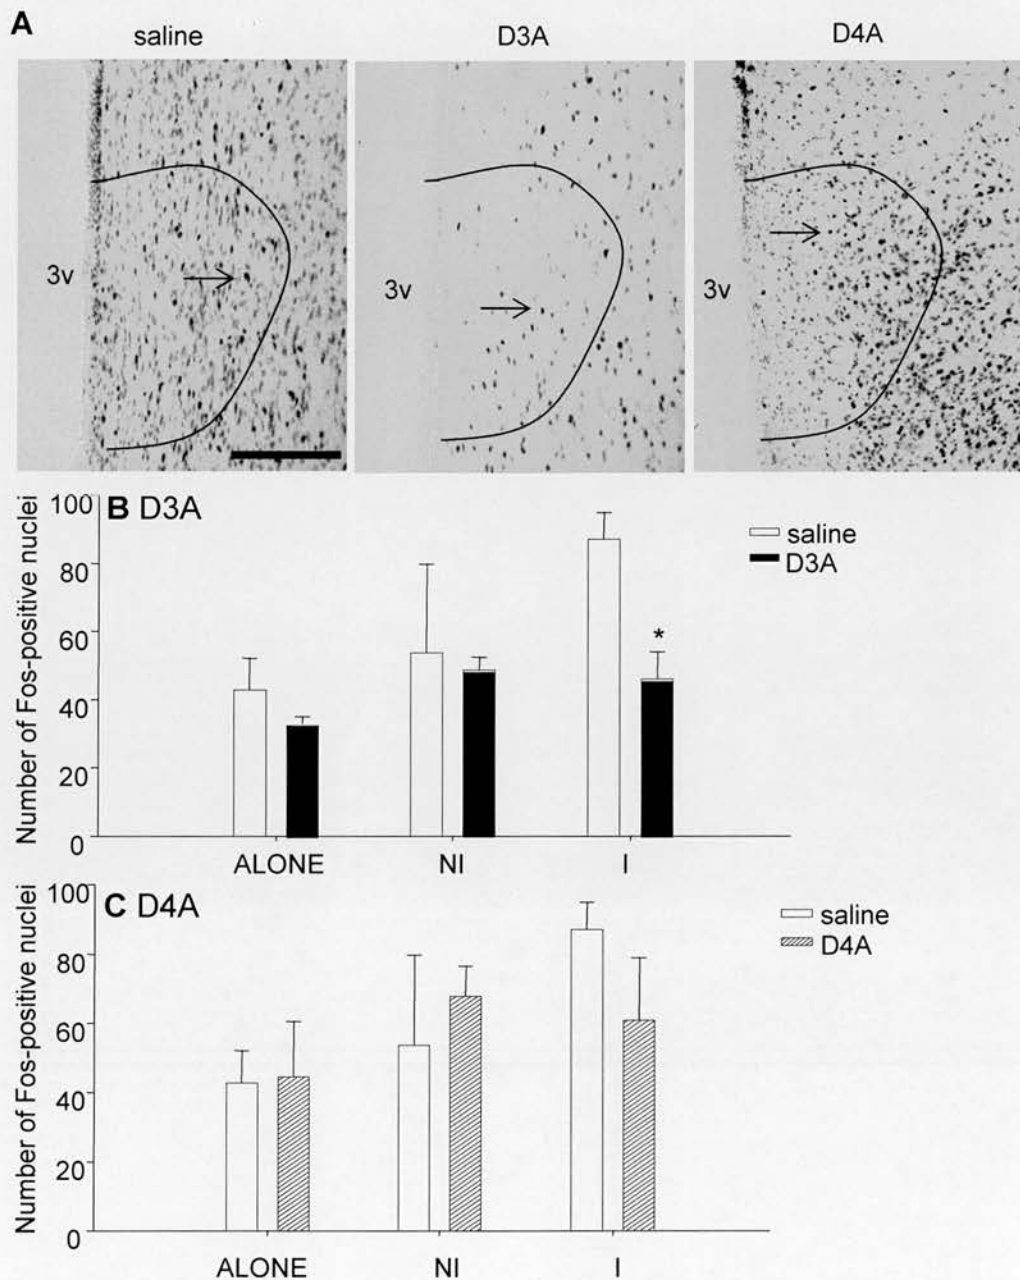 A
saline
D3A
D4A
3v
3v
3v
B D3A
Number of Fos-positive nuclei
100
80
60
40
20
0
*
saline
D3A
ALONE
NI
I
C D4A
Number of Fos-positive nuclei
100
80
60
40
20
0
saline
D4A
ALONE
NI
I